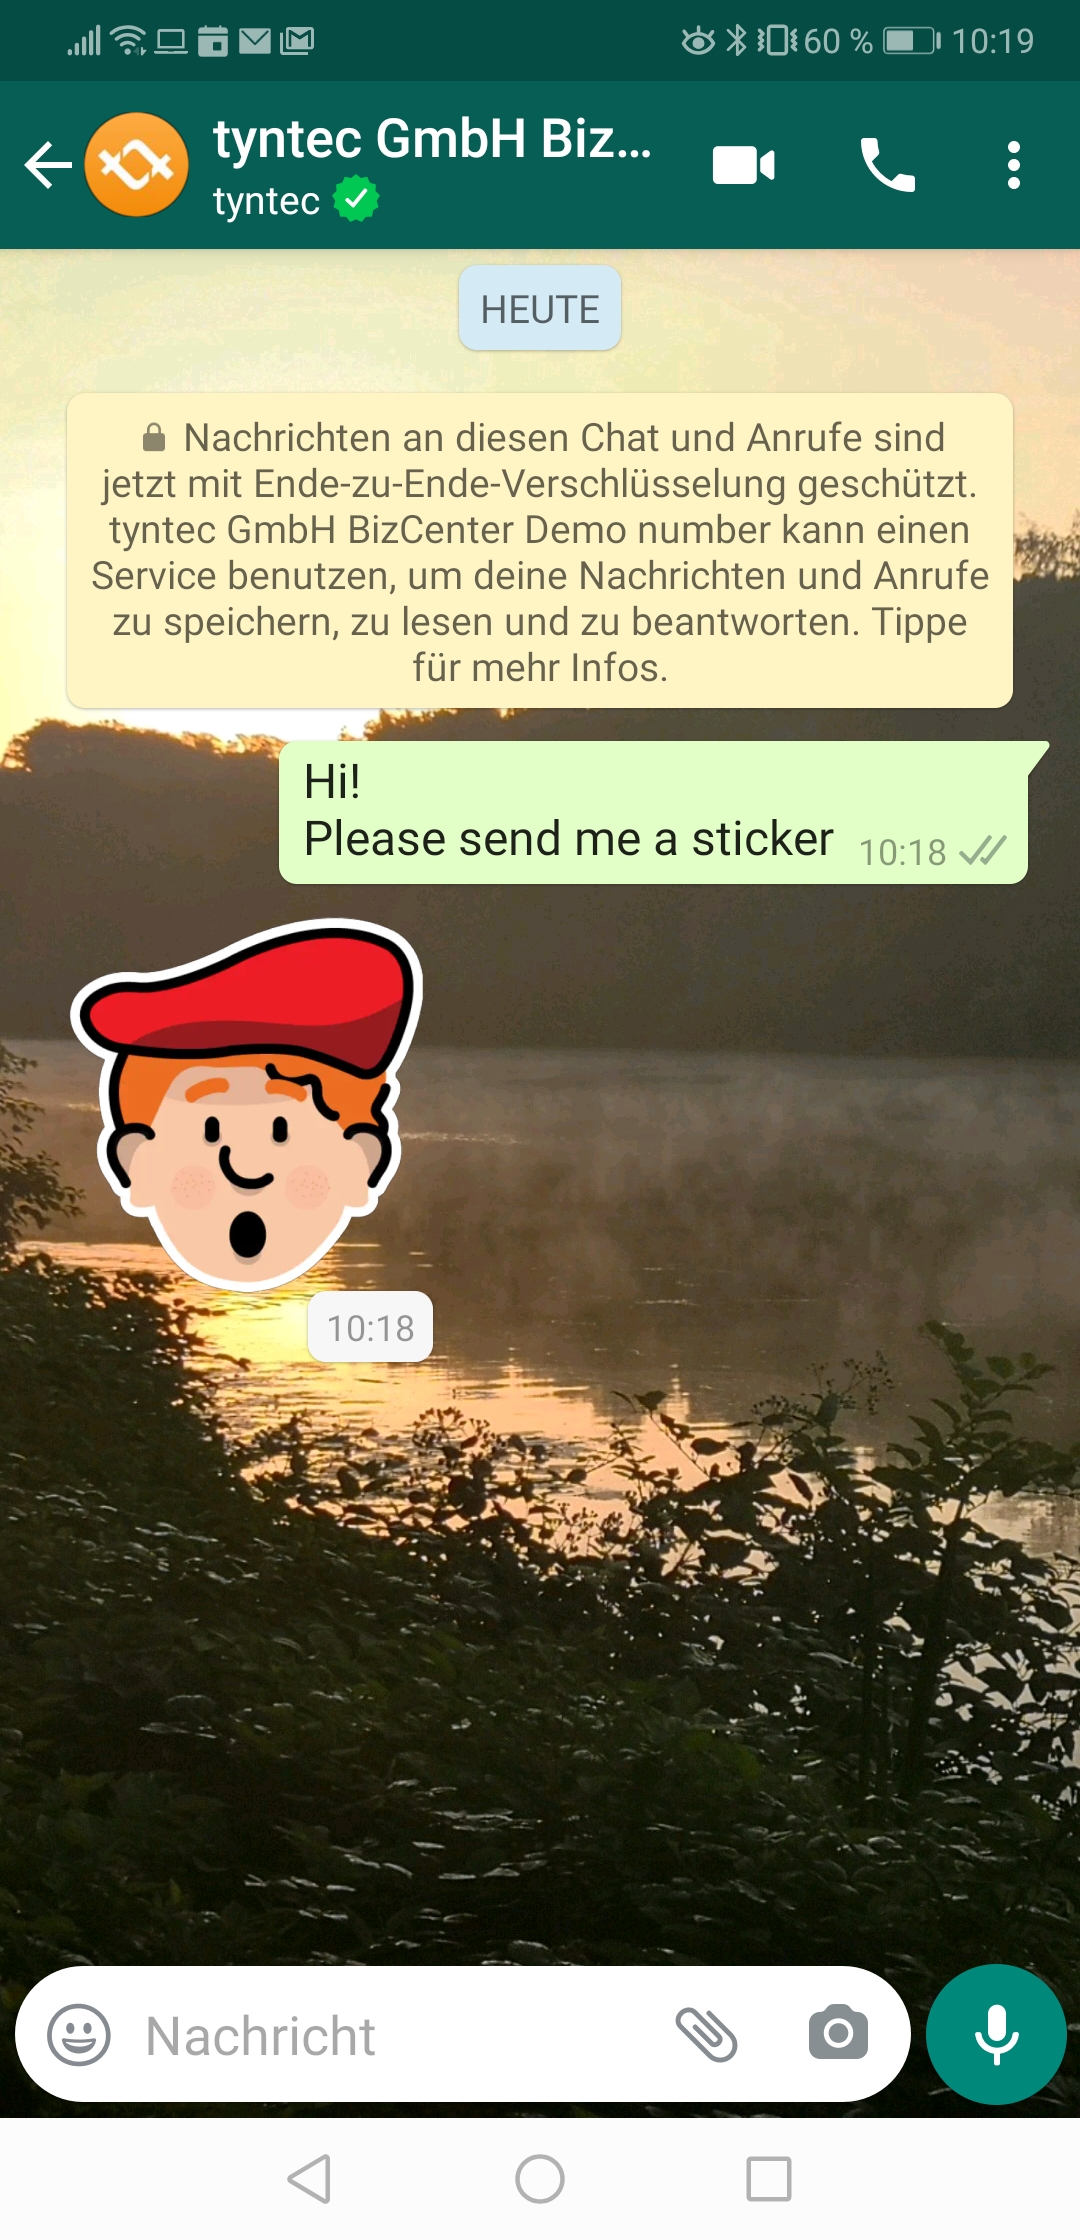 60 % 10:19
tyntec GmbH Biz...
tyntec
HEUTE
Nachrichten an diesen Chat und Anrufe sind
jetzt mit Ende-zu-Ende-Verschlüsselung geschützt.
tyntec GmbH BizCenter Demo number kann einen
Service benutzen, um deine Nachrichten und Anrufe
zu speichern, zu lesen und zu beantworten. Tippe
für mehr Infos.
Hi!
Please send me a sticker 10:18
10:18
Nachricht